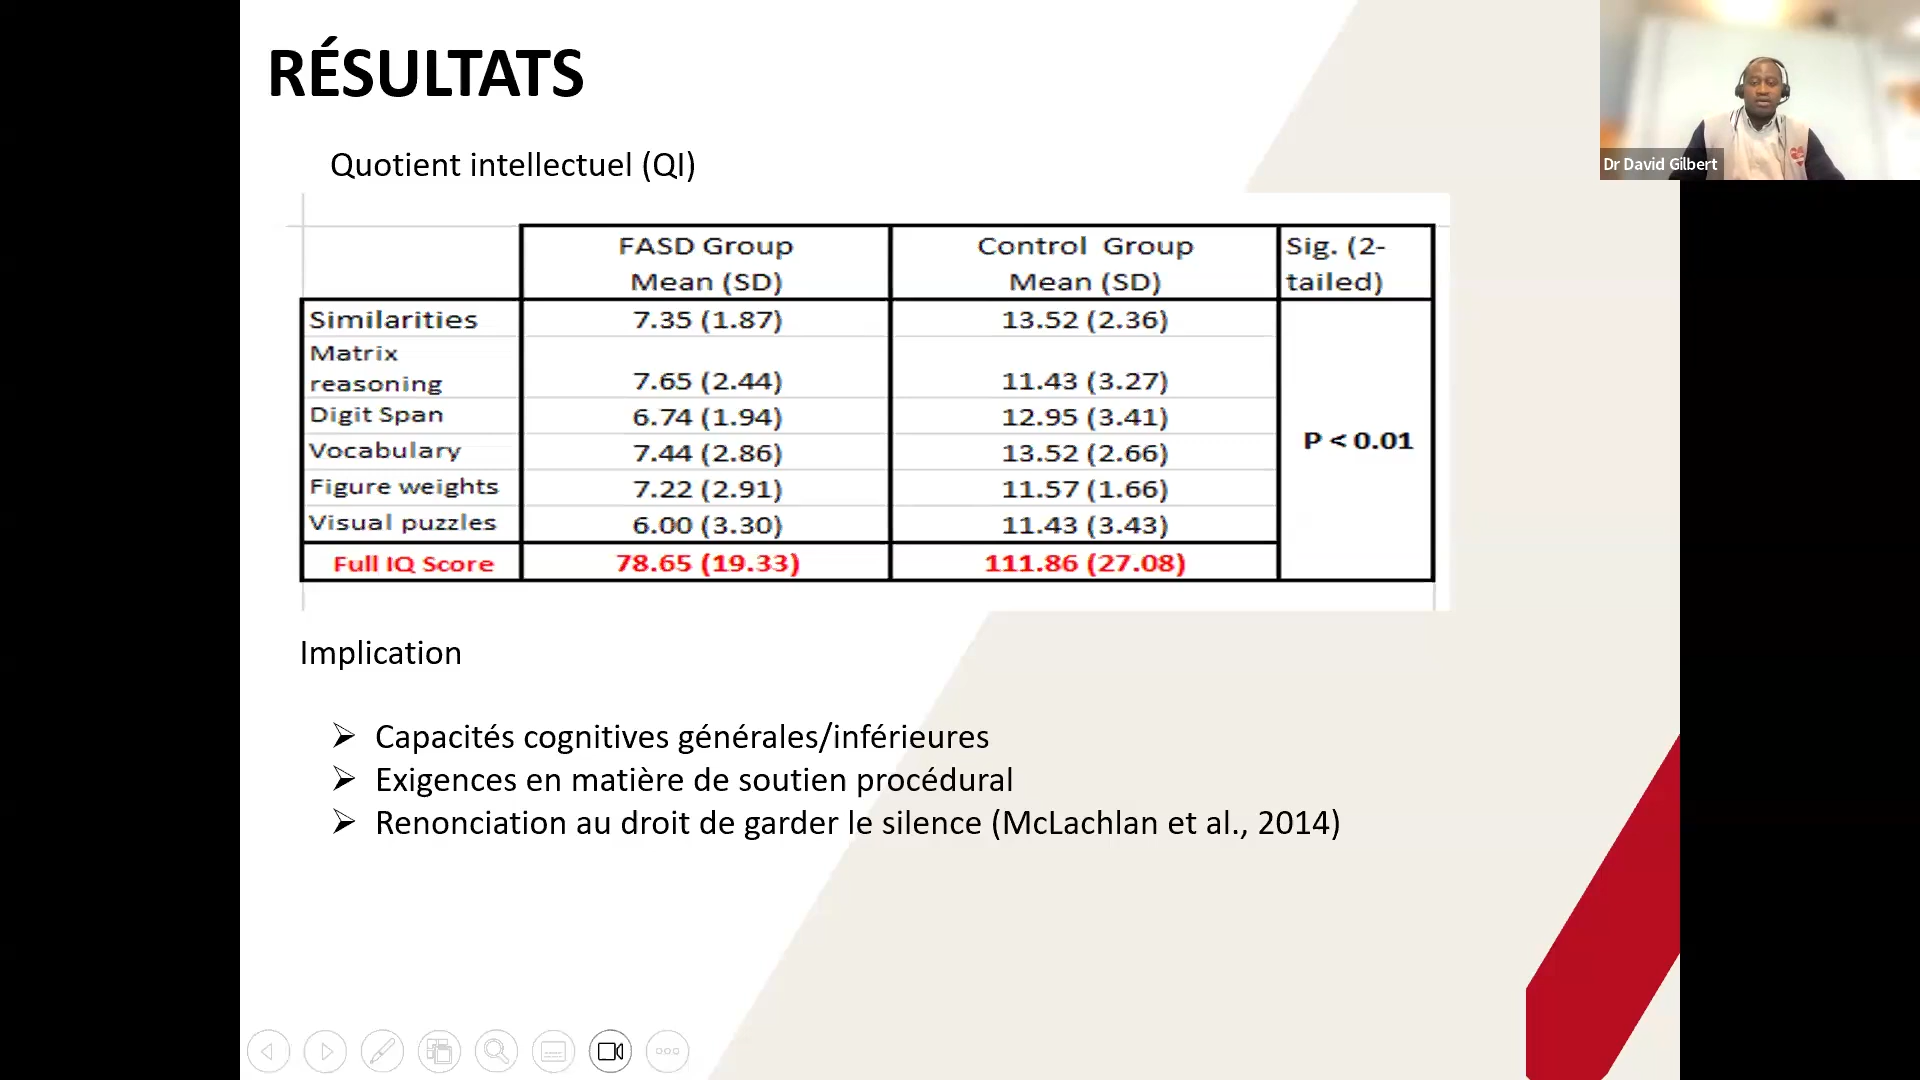 RÉSULTATS
Dr David Gilbert
Quotient intellectuel (QI)
FASD Group Mean (SD) Control Group Mean (SD) Sig. (2-tailed)
Similarities 7.35 (1.87) 13.52 (2.36)
Matrix reasoning 7.65 (2.44) 11.43 (3.27)
Digit Span 6.74 (1.94) 12.95 (3.41)
P < 0.01
Vocabulary 7.44 (2.86) 13.52 (2.66)
Figure weights 7.22 (2.91) 11.57 (1.66)
Visual puzzles 6.00 (3.30) 11.43 (3.43)
Full IQ Score 78.65 (19.33) 111.86 (27.08)
Implication
➢ Capacités cognitives générales/inférieures
➢ Exigences en matière de soutien procédural
➢ Renonciation au droit de garder le silence (McLachlan et al., 2014)